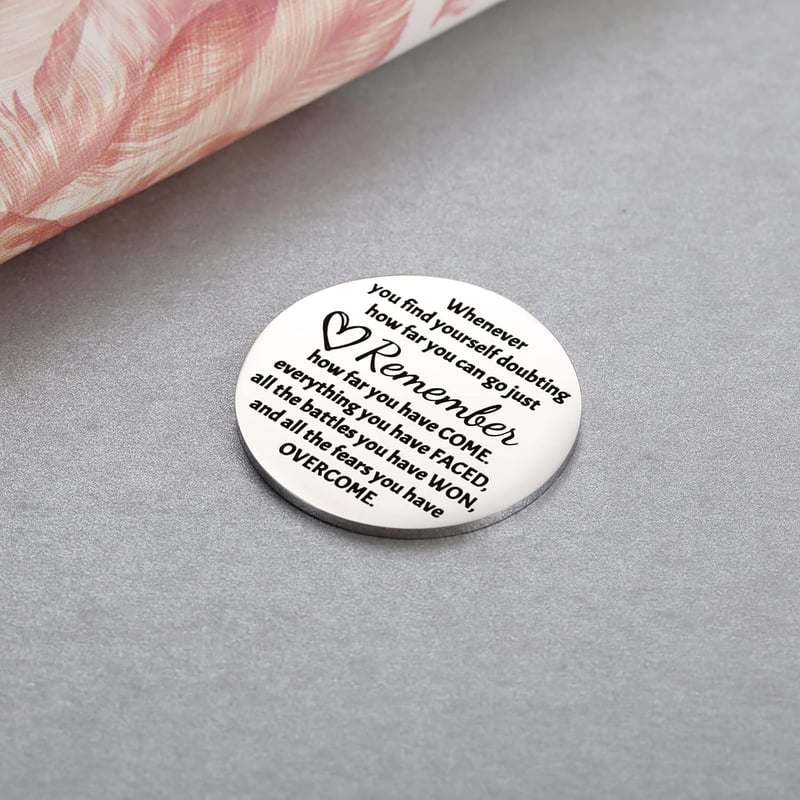 Whenever
you find yourself doubting
how far you can go just
Remember
how far you have COME.
everything you have FACED,
all the battles you have WON,
and all the fears you have
OVERCOME.